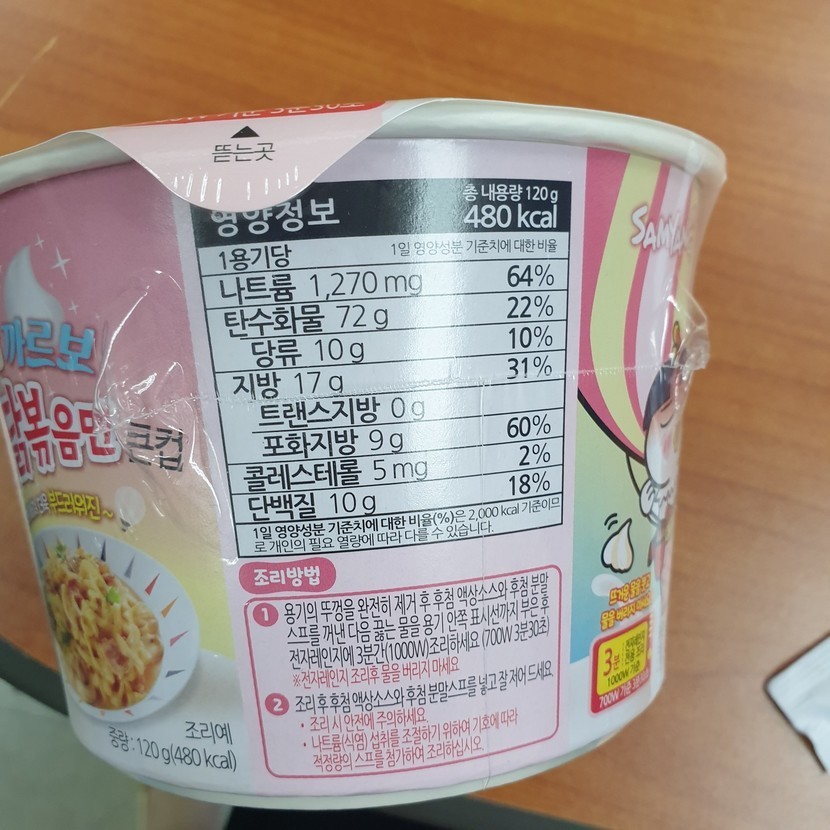 뜯는곳
영양정보
총 내용량 120 g
480 kcal
1용기당
1일 영양성분 기준치에 대한 비율
나트륨 1,270 mg 64%
탄수화물 72 g 22%
당류 10 g 10%
지방 17 g 31%
트랜스지방 0 g
포화지방 9 g 60%
콜레스테롤 5 mg 2%
단백질 10 g 18%
1일 영양성분 기준치에 대한 비율(%)은 2,000 kcal 기준이므
로 개인의 필요 열량에 따라 다를 수 있습니다.
조리방법
1 용기의 뚜껑을 완전히 제거 후 후첨 액상소스와 후첨 분말
스프를 꺼낸 다음 끓는 물을 용기 안쪽 표시선까지 부은 후
전자레인지에 3분간(1000W)조리하세요 (700W 3분30초)
※전자레인지 조리후 물을 버리지 마세요
2 조리 후 후첨 액상소스와 후첨 분말스프를 넣고 잘 저어 드세요.
• 조리 시 안전에 주의하세요.
• 나트륨(식염) 섭취를 조절하기 위하여 기호에 따라
적정량의 스프를 첨가하여 조리하십시오
까르보
볶음면 큰컵
부드러워진~
조리예
중량 : 120 g(480 kcal)
SAMYANG
3분
1000W 기준